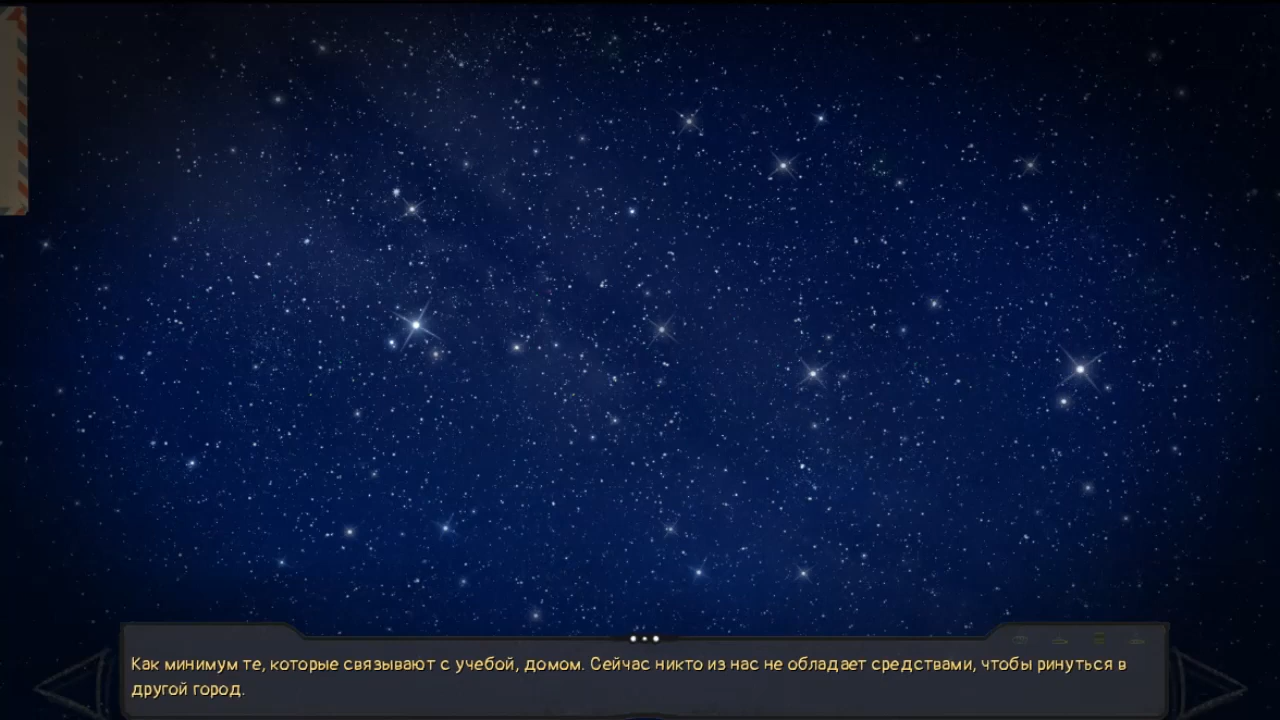 Как минимум те, которые связывают с учебой, домом. Сейчас никто из нас не обладает средствами, чтобы ринуться в
другой город.